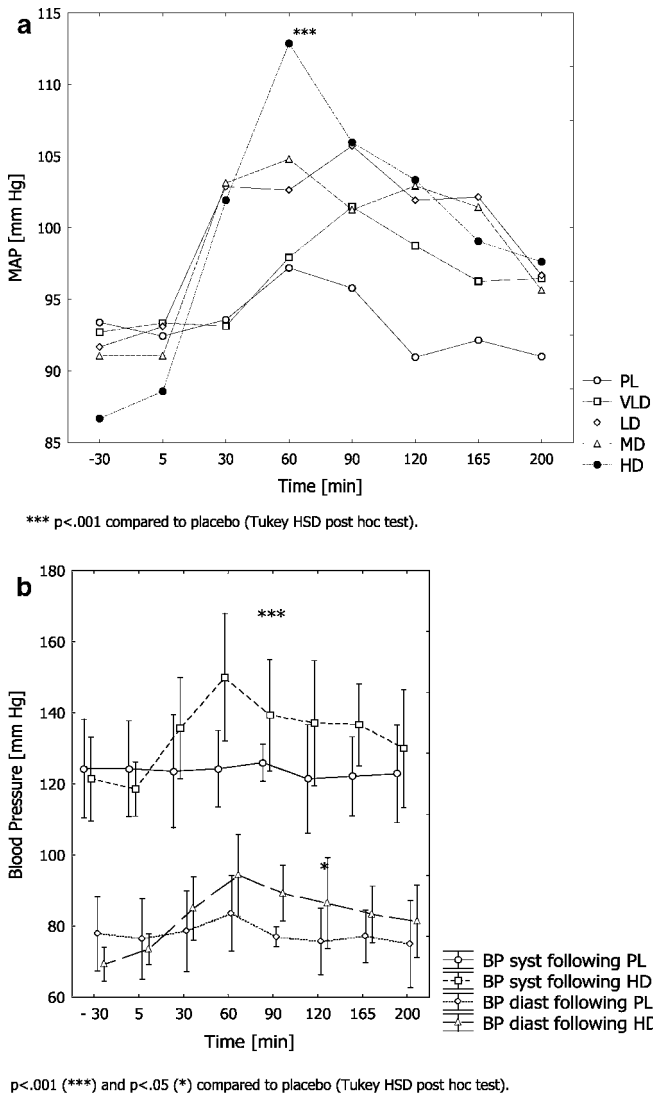 a
115
***
110
105
100
95
90
85
MAP [mm Hg]
-30 5 30 60 90 120 165 200
Time [min]
PL
VLD
LD
MD
HD
*** p<.001 compared to placebo (Tukey HSD post hoc test).
b
180
160
***
140
120
100
80
*
60
Blood Pressure [mm Hg]
- 30 5 30 60 90 120 165 200
Time [min]
BP syst following PL
BP syst following HD
BP diast following PL
BP diast following HD
p<.001 (***) and p<.05 (*) compared to placebo (Tukey HSD post hoc test).